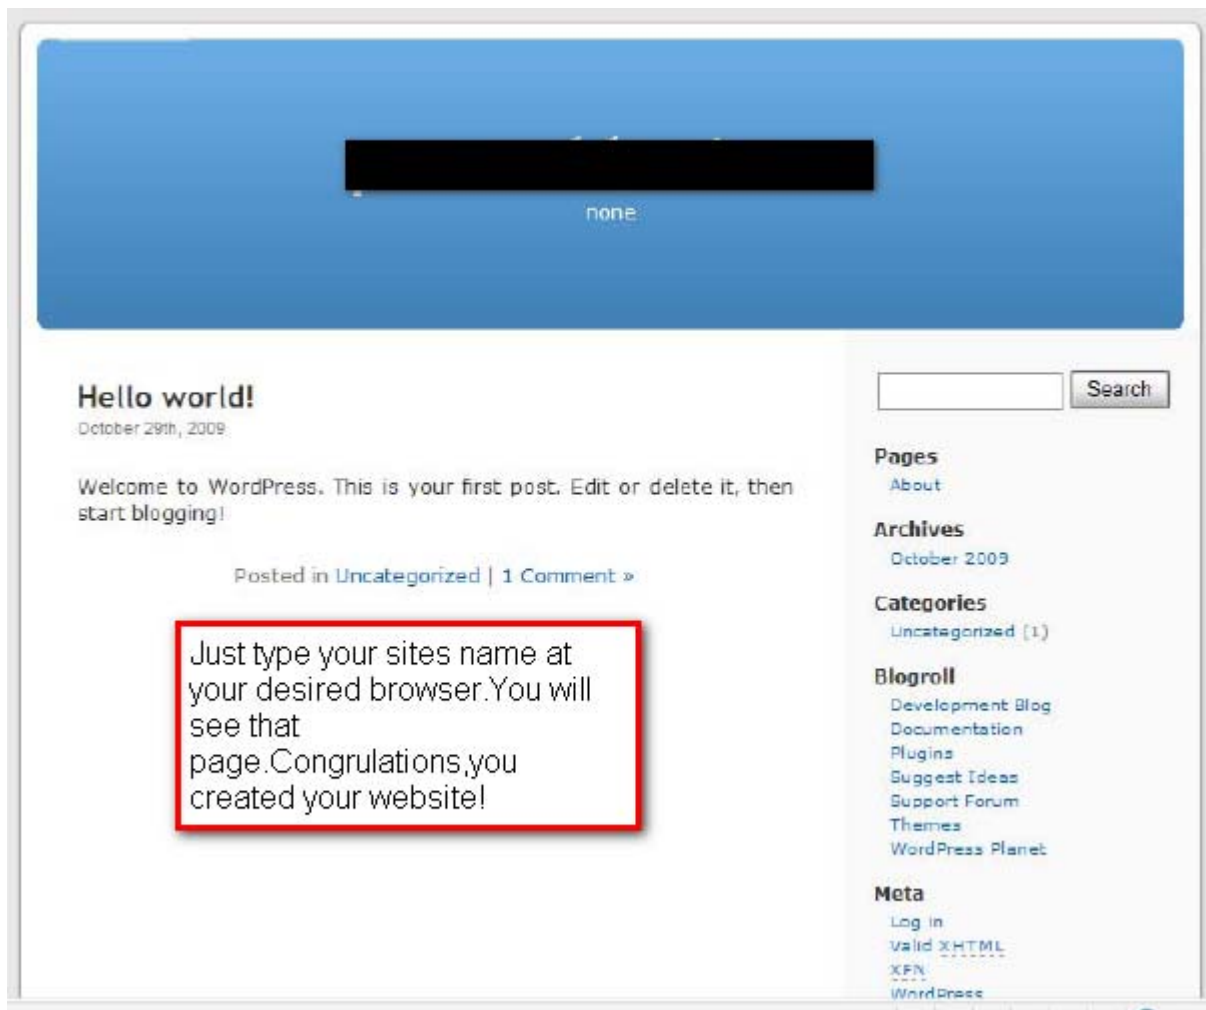 none
Hello world!
October 29th, 2009
Welcome to WordPress. This is your first post. Edit or delete it, then
start blogging!
Posted in Uncategorized | 1 Comment »
Just type your sites name at
your desired browser.You will
see that
page.Congrulations,you
created your website!
Search
Pages
About
Archives
October 2009
Categories
Uncategorized (1)
Blogroll
Development Blog
Documentation
Plugins
Suggest Ideas
Support Forum
Themes
WordPress Planet
Meta
Log in
Valid XHTML
XFN
WordPress